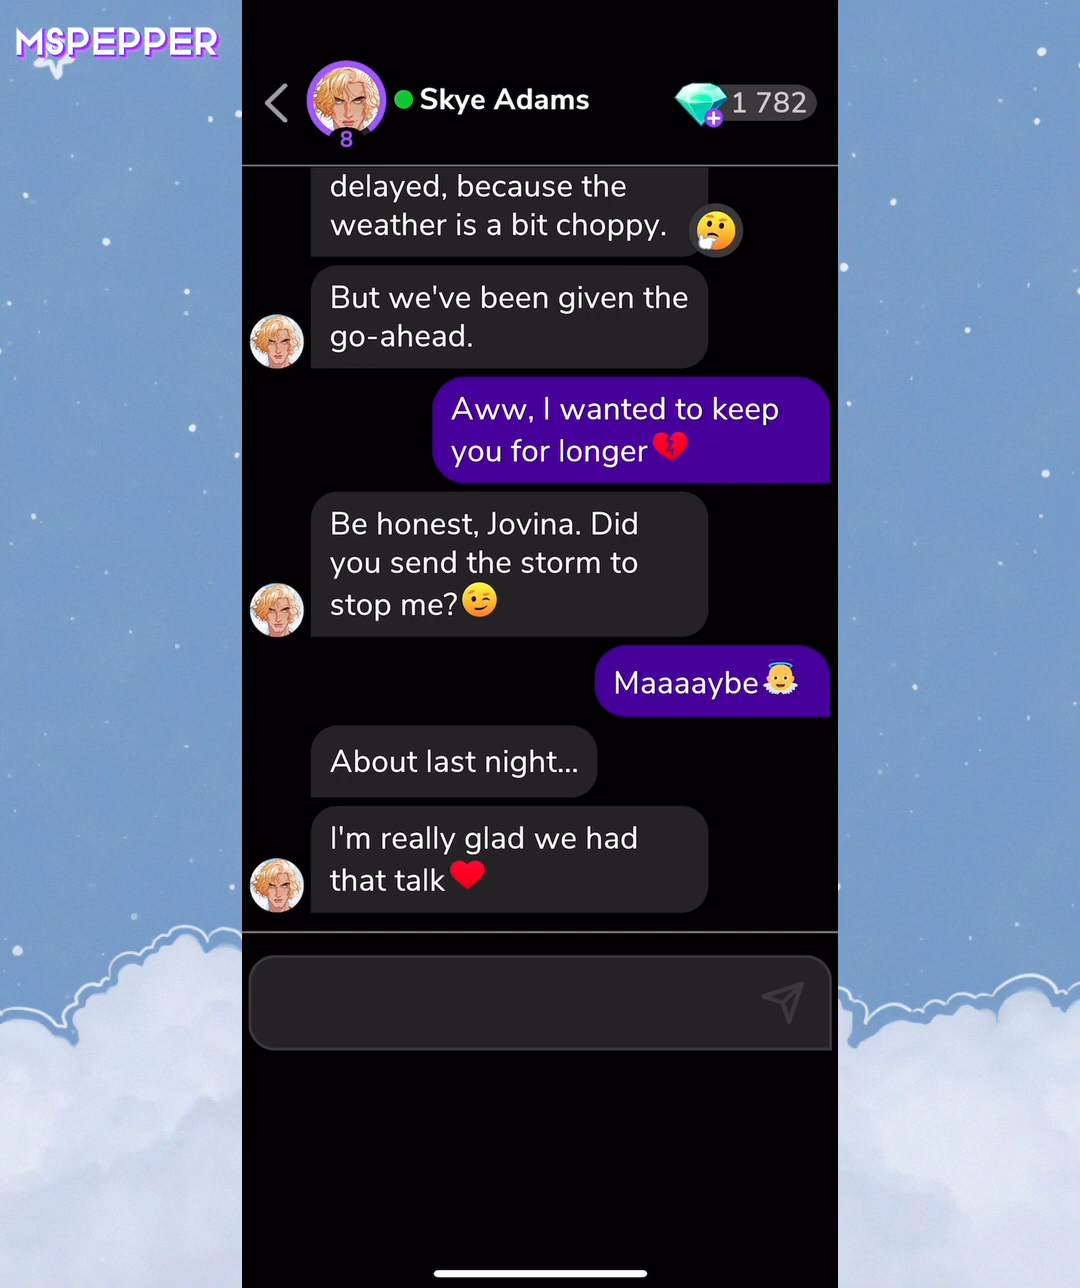 MSPEPPER
Skye Adams
1 782
8
delayed, because the
weather is a bit choppy. 🤔
But we've been given the
go-ahead.
Aww, I wanted to keep
you for longer💔
Be honest, Jovina. Did
you send the storm to
stop me?😉
Maaaaybe😇
About last night...
I'm really glad we had
that talk❤️